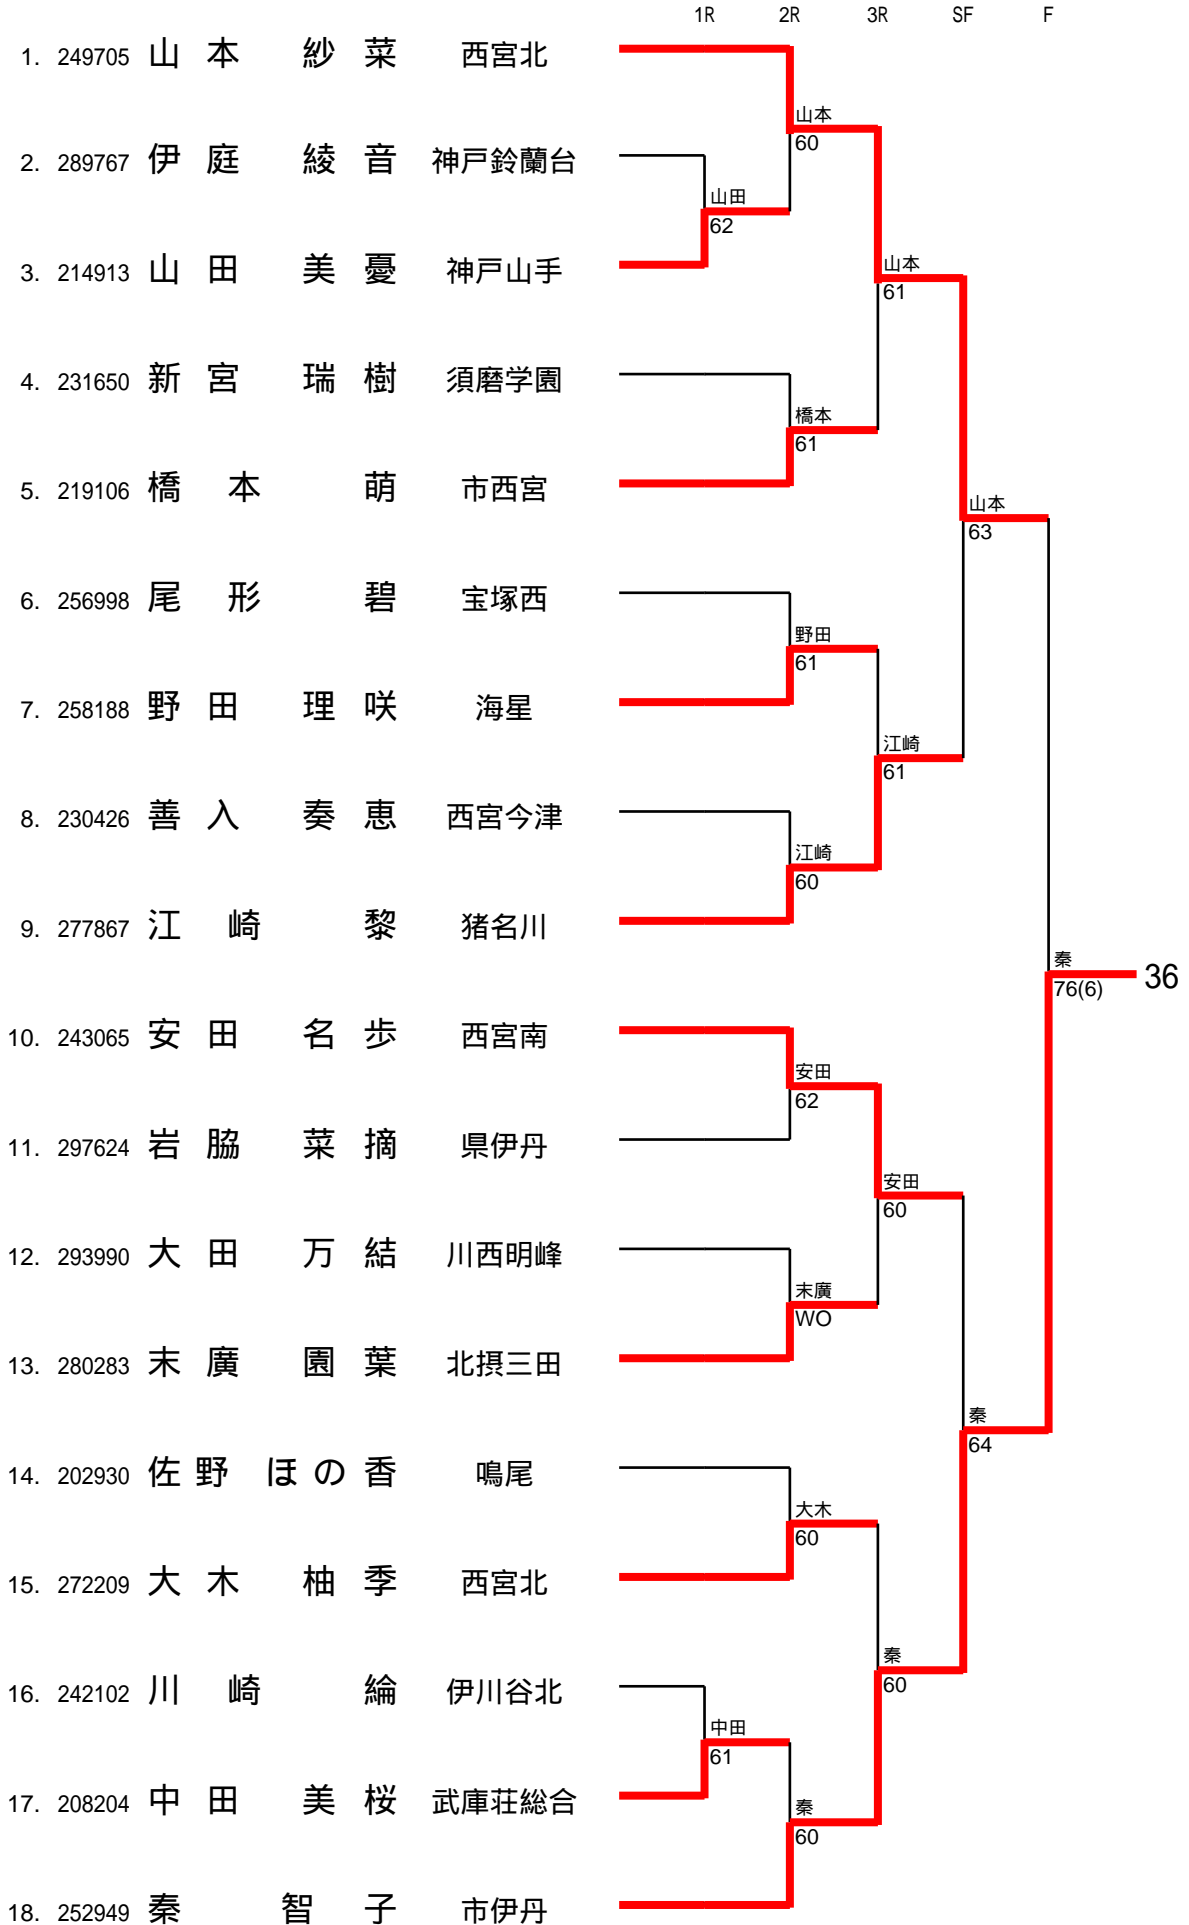 1R 2R 3R SF F
1. 249705 山本 紗菜 西宮北
山本
60
2. 289767 伊庭 綾音 神戸鈴蘭台
山田
62
3. 214913 山田 美憂 神戸山手
山本
61
4. 231650 新宮 瑞樹 須磨学園
橋本
61
5. 219106 橋本 萌 市西宮
山本
63
6. 256998 尾形 碧 宝塚西
野田
61
7. 258188 野田 理咲 海星
江崎
61
8. 230426 善入 奏恵 西宮今津
江崎
60
9. 277867 江崎 黎 猪名川
秦
76(6)
36
10. 243065 安田 名歩 西宮南
安田
62
11. 297624 岩脇 菜摘 県伊丹
安田
60
12. 293990 大田 万結 川西明峰
末廣
WO
13. 280283 末廣 園葉 北摂三田
秦
64
14. 202930 佐野 ほの香 鳴尾
大木
60
15. 272209 大木 柚季 西宮北
秦
60
16. 242102 川崎 綸 伊川谷北
中田
61
17. 208204 中田 美桜 武庫荘総合
秦
60
18. 252949 秦 智子 市伊丹